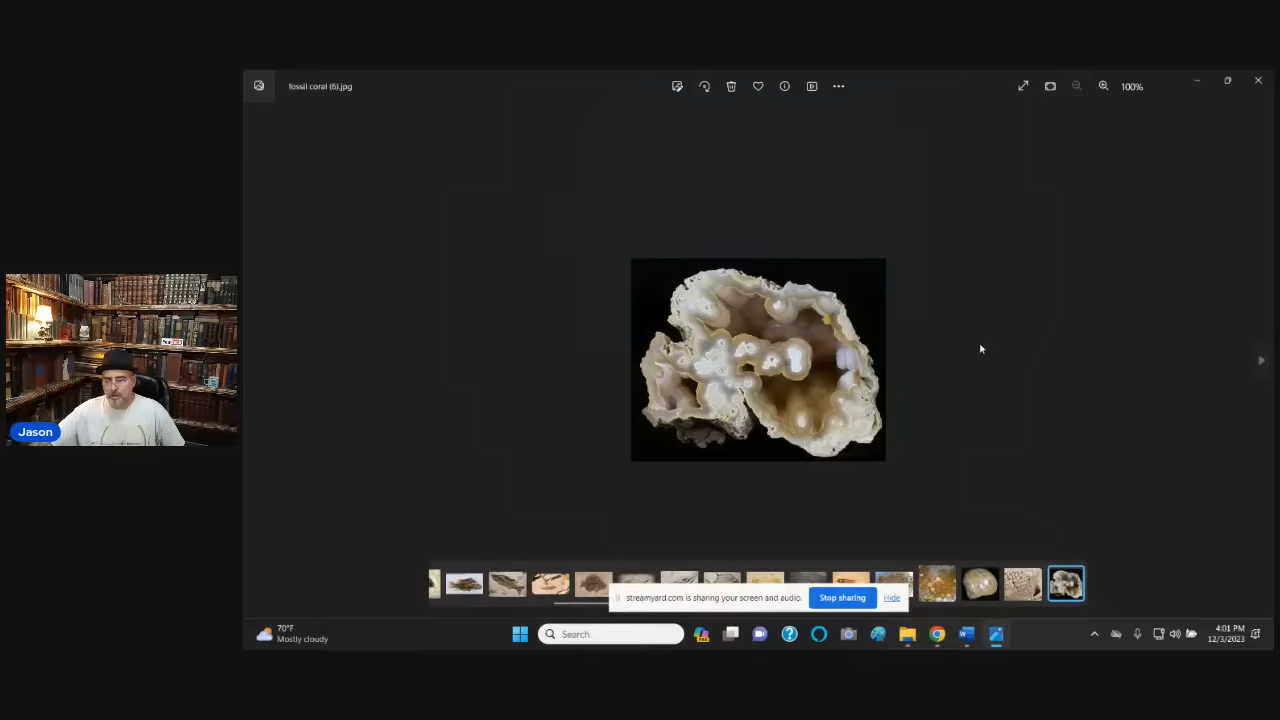 fossil coral (6).jpg
100%
Jason
streamyard.com is sharing your screen and audio.
Stop sharing
Hide
70°F
Mostly cloudy
Search
4:01 PM
12/3/2023